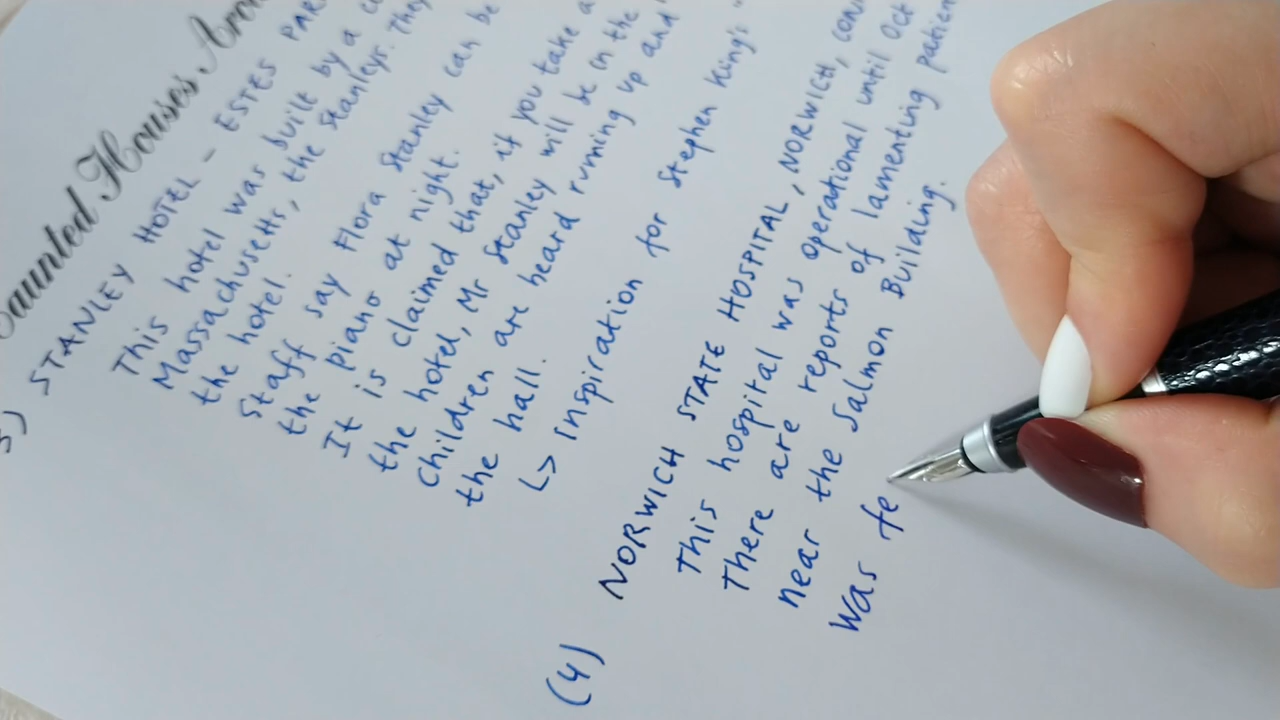 Haunted Houses Aro
3) STANLEY HOTEL - ESTES PAR
This hotel was built by a c
Massachusetts, the Stanleys. They
the hotel.
Staff say Flora Stanley can be
the piano at night.
It is claimed that, if you take a
the hotel, Mr Stanley will be in the
Children are heard running up and
the hall.
↳ Inspiration for Stephen King's "
(4) NORWICH STATE HOSPITAL, NORWICH, CON
This hospital was operational until Oct
There are reports of lamenting patien
near the Salmon Building.
Was fe